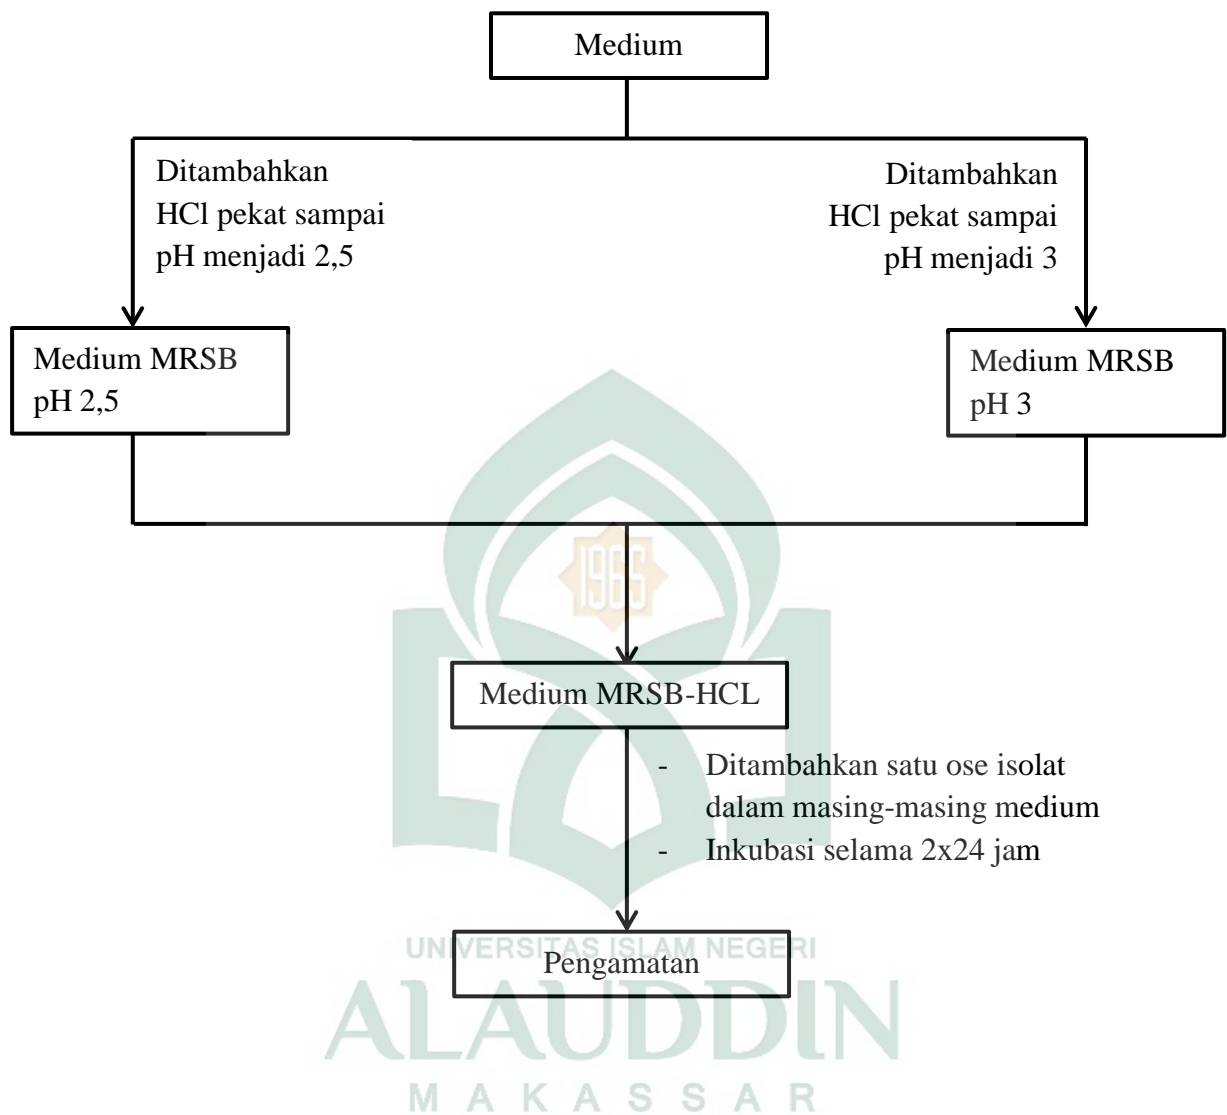 Medium
Ditambahkan
HCl pekat sampai
pH menjadi 2,5
Ditambahkan
HCl pekat sampai
pH menjadi 3
Medium MRSB
pH 2,5
Medium MRSB
pH 3
1965
Medium MRSB-HCL
- Ditambahkan satu ose isolat
dalam masing-masing medium
- Inkubasi selama 2x24 jam
UNIVERSITAS ISLAM NEGERI
Pengamatan
ALAUDDIN
MAKASSAR